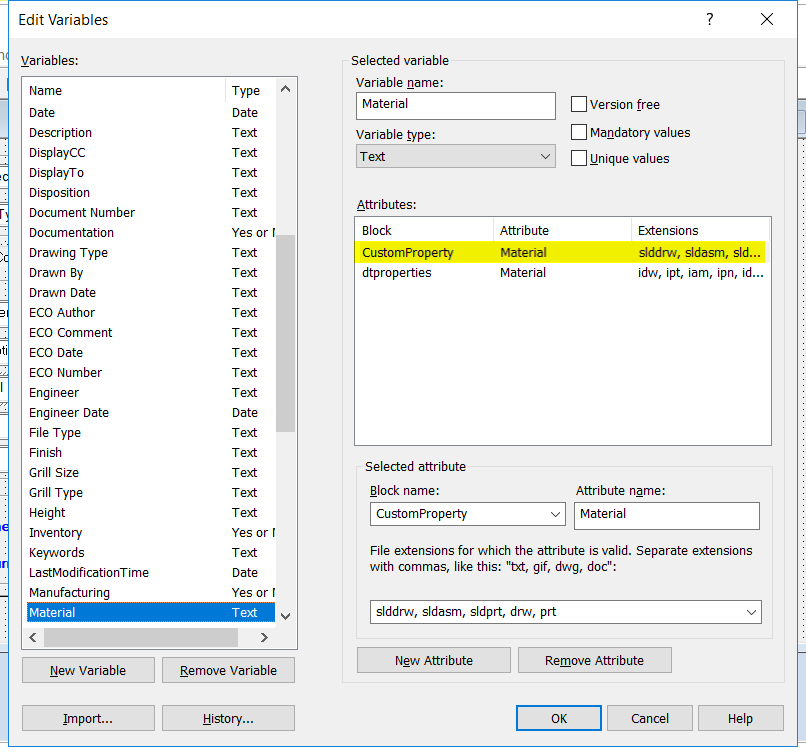 Edit Variables
?
Variables:
Name Type
Date Date
Description Text
DisplayCC Text
DisplayTo Text
Disposition Text
Document Number Text
Documentation Yes or N
Drawing Type Text
Drawn By Text
Drawn Date Text
ECO Author Text
ECO Comment Text
ECO Date Text
ECO Number Text
Engineer Text
Engineer Date Date
File Type Text
Finish Text
Grill Size Text
Grill Type Text
Height Text
Inventory Yes or N
Keywords Text
LastModificationTime Date
Manufacturing Yes or N
Material Text
New Variable Remove Variable
Import... History...
Selected variable
Variable name:
Material
Variable type:
Text
Version free
Mandatory values
Unique values
Attributes:
Block Attribute Extensions
CustomProperty Material slddrw, sldasm, sld...
dtproperties Material idw, ipt, iam, ipn, id...
Selected attribute
Block name: Attribute name:
CustomProperty Material
File extensions for which the attribute is valid. Separate extensions
with commas, like this: "txt, gif, dwg, doc":
slddrw, sldasm, sldprt, drw, prt
New Attribute Remove Attribute
OK Cancel Help